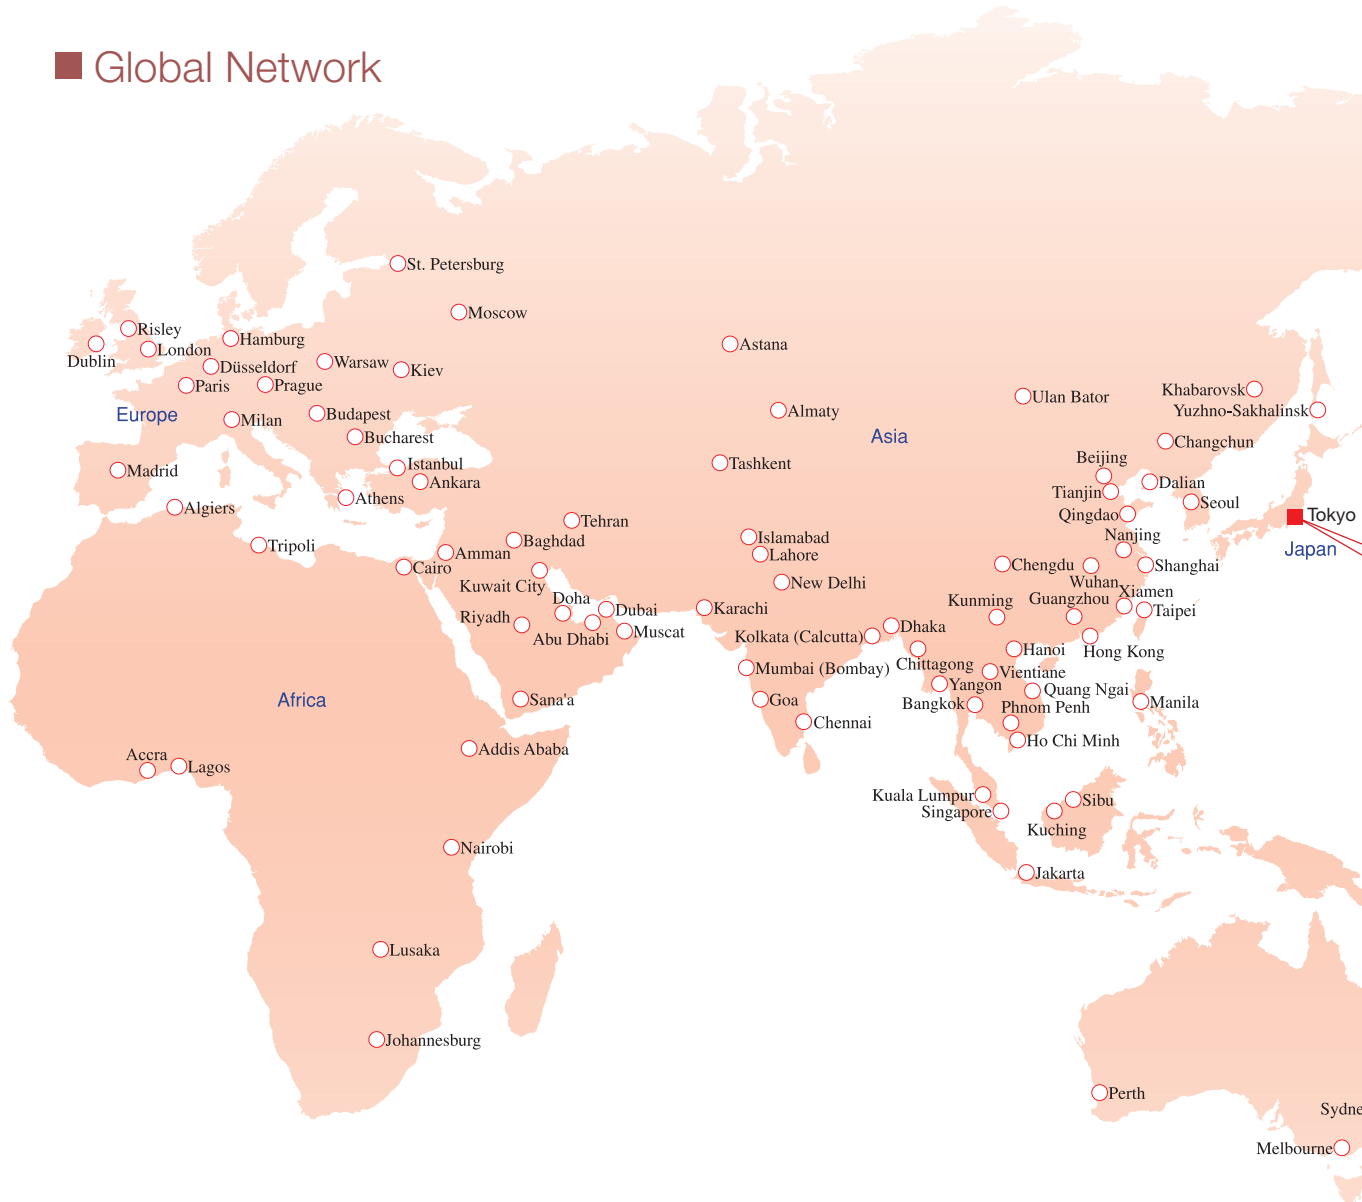 Global Network
St. Petersburg
Moscow
Risley
Hamburg
Dublin
London
Astana
Düsseldorf
Warsaw
Kiev
Paris
Prague
Khabarovsk
Ulan Bator
Europe
Milan
Budapest
Almaty
Yuzhno-Sakhalinsk
Bucharest
Asia
Changchun
Madrid
Istanbul
Tashkent
Beijing
Ankara
Dalian
Athens
Tianjin
Seoul
Algiers
Qingdao
Tokyo
Tehran
Nanjing
Tripoli
Baghdad
Islamabad
Japan
Amman
Lahore
Cairo
Chengdu
Shanghai
Kuwait City
New Delhi
Wuhan
Xiamen
Doha
Kunming
Guangzhou
Dubai
Karachi
Taipei
Riyadh
Abu Dhabi
Muscat
Kolkata (Calcutta)
Dhaka
Hanoi
Hong Kong
Mumbai (Bombay)
Chittagong
Vientiane
Yangon
Quang Ngai
Africa
Sana'a
Goa
Bangkok
Phnom Penh
Manila
Chennai
Ho Chi Minh
Addis Ababa
Accra
Lagos
Kuala Lumpur
Sibu
Singapore
Kuching
Nairobi
Jakarta
Lusaka
Johannesburg
Perth
Sydne
Melbourne